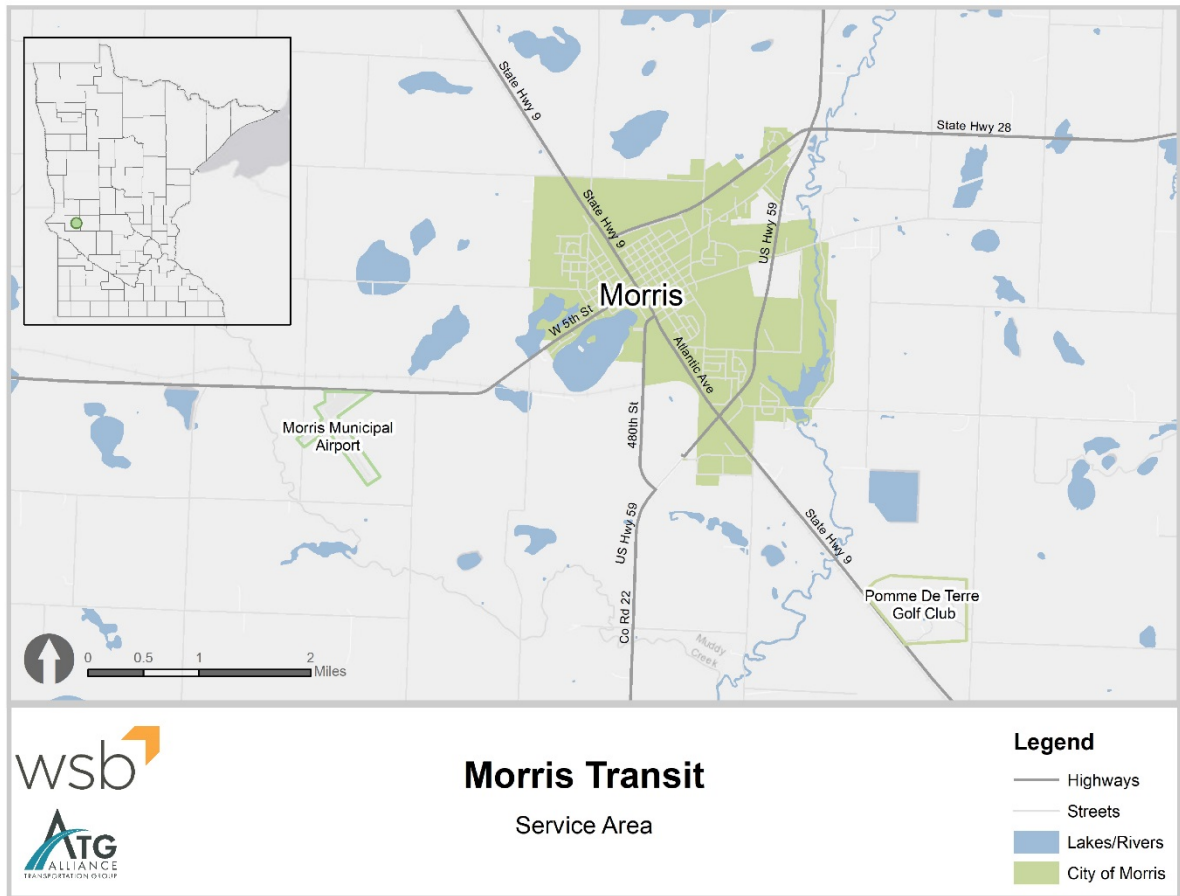 State Hwy 9
State Hwy 28
State Hwy 9
US Hwy 59
Morris
W 5th St
Atlantic Ave
480th St
Morris Municipal
Airport
US Hwy 59
State Hwy 9
Pomme De Terre
Golf Club
Co Rd 22
Muddy
Creek
0 0.5 1 2
Miles
wsb
Morris Transit
Service Area
Legend
Highways
Streets
Lakes/Rivers
City of Morris
ATG
ALLIANCE
TRANSPORTATION GROUP